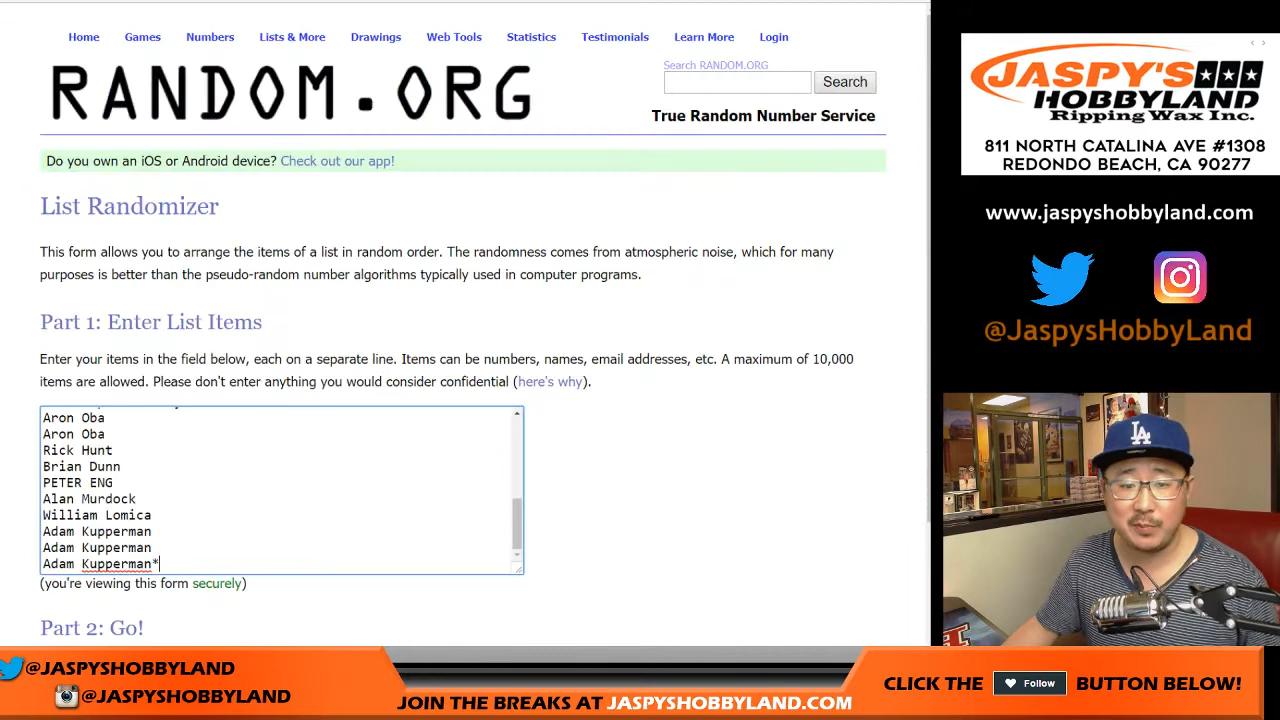 Home Games Numbers Lists & More Drawings Web Tools Statistics Testimonials Learn More Login
RANDOM.ORG
Search RANDOM.ORG
Search
True Random Number Service
Do you own an iOS or Android device? Check out our app!
List Randomizer
This form allows you to arrange the items of a list in random order. The randomness comes from atmospheric noise, which for many
purposes is better than the pseudo-random number algorithms typically used in computer programs.
Part 1: Enter List Items
Enter your items in the field below, each on a separate line. Items can be numbers, names, email addresses, etc. A maximum of 10,000
items are allowed. Please don't enter anything you would consider confidential (here's why).
Aron Oba
Aron Oba
Rick Hunt
Brian Dunn
PETER ENG
Alan Murdock
William Lomica
Adam Kupperman
Adam Kupperman
Adam Kupperman*
(you're viewing this form securely)
Part 2: Go!
JASPY'S
HOBBYLAND
Ripping Wax Inc.
811 NORTH CATALINA AVE #1308
REDONDO BEACH, CA 90277
www.jaspyshobbyland.com
@JaspysHobbyLand
LA
@JASPYSHOBBYLAND
@JASPYSHOBBYLAND
JOIN THE BREAKS AT JASPYSHOBBYLAND.COM
CLICK THE Follow BUTTON BELOW!